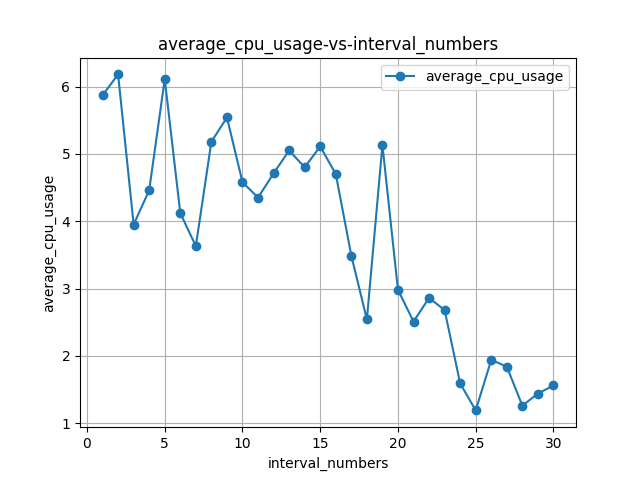 average_cpu_usage-vs-interval_numbers
average_cpu_usage
average_cpu_usage
6
5
4
3
2
1
0 5 10 15 20 25 30
interval_numbers